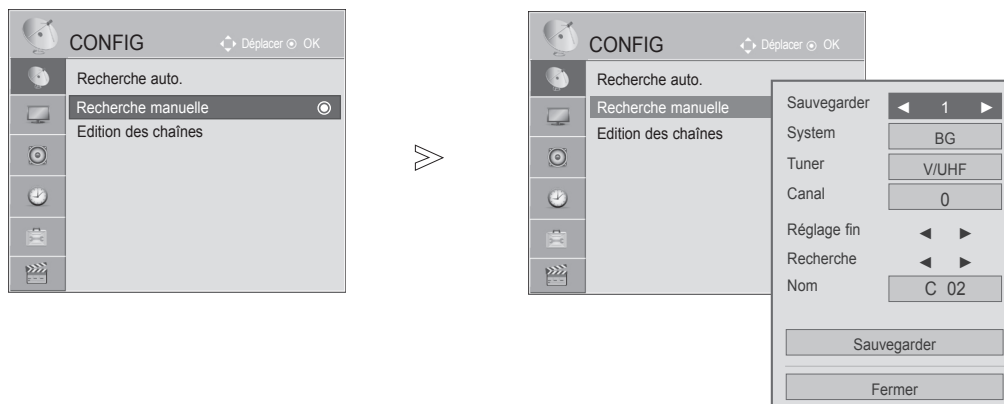 CONFIG Déplacer OK
Recherche auto.
Recherche manuelle
Edition des chaînes
CONFIG Déplacer OK
Recherche auto.
Recherche manuelle
Edition des chaînes
Sauvegarder ◄ 1 ►
System BG
Tuner V/UHF
Canal 0
Réglage fin ◄ ►
Recherche ◄ ►
Nom C 02
Sauvegarder
Fermer